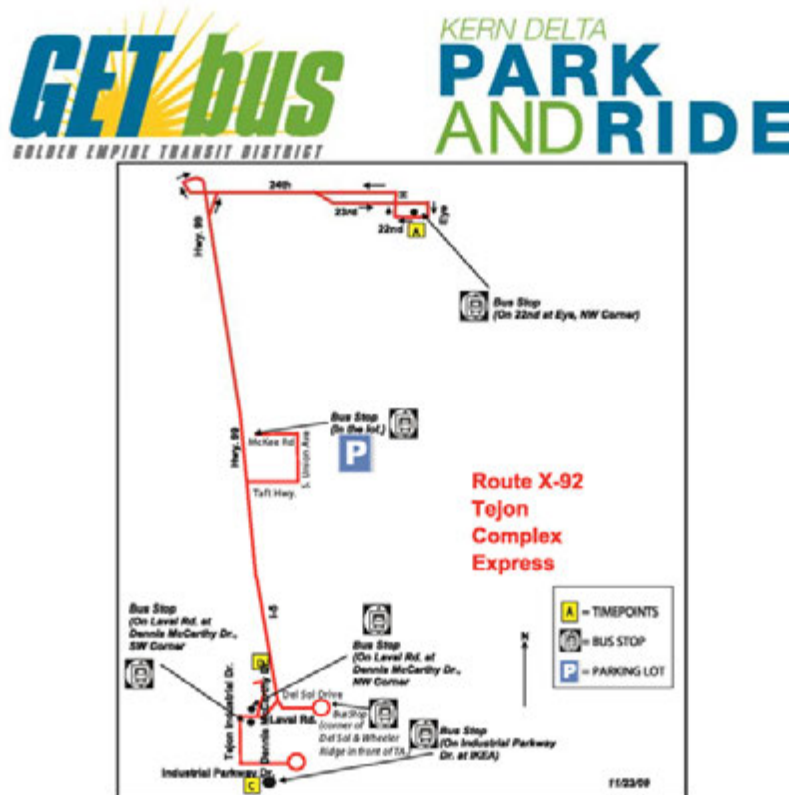 GET bus
GOLDEN EMPIRE TRANSIT DISTRICT
KERN DELTA
PARK
AND RIDE
24th
H
23rd
Eye
22nd
A
Hwy. 99
Bus Stop
(On 22nd at Eye, NW Corner)
Bus Stop
(In the lot.)
P
McKee Rd
S. Union Ave
Hwy. 99
Taft Hwy.
Route X-92
Tejon
Complex
Express
I-5
Bus Stop
(On Laval Rd. at
Dennis McCarthy Dr.,
SW Corner
Bus Stop
(On Laval Rd. at
Dennis McCarthy Dr.,
NW Corner
A = TIMEPOINTS
= BUS STOP
P = PARKING LOT
N
Tejon Industrial Dr.
Dennis McCarthy Dr.
Del Sol Drive
Laval Rd.
Bus Stop
(corner of
Del Sol & Wheeler
Ridge in front of TA)
Bus Stop
(On Industrial Parkway
Dr. at IKEA)
Industrial Parkway Dr.
C
11/23/09